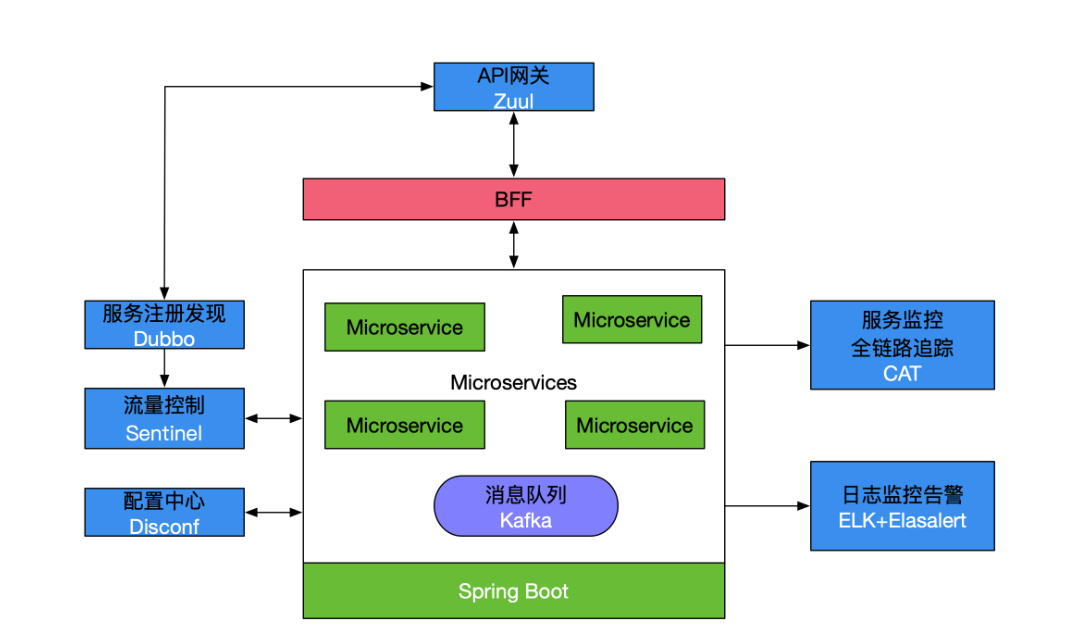 API网关
Zuul
BFF
服务注册发现
Dubbo
流量控制
Sentinel
配置中心
Disconf
Microservice
Microservice
Microservices
Microservice
Microservice
消息队列
Kafka
Spring Boot
服务监控
全链路追踪
CAT
日志监控告警
ELK+Elasalert